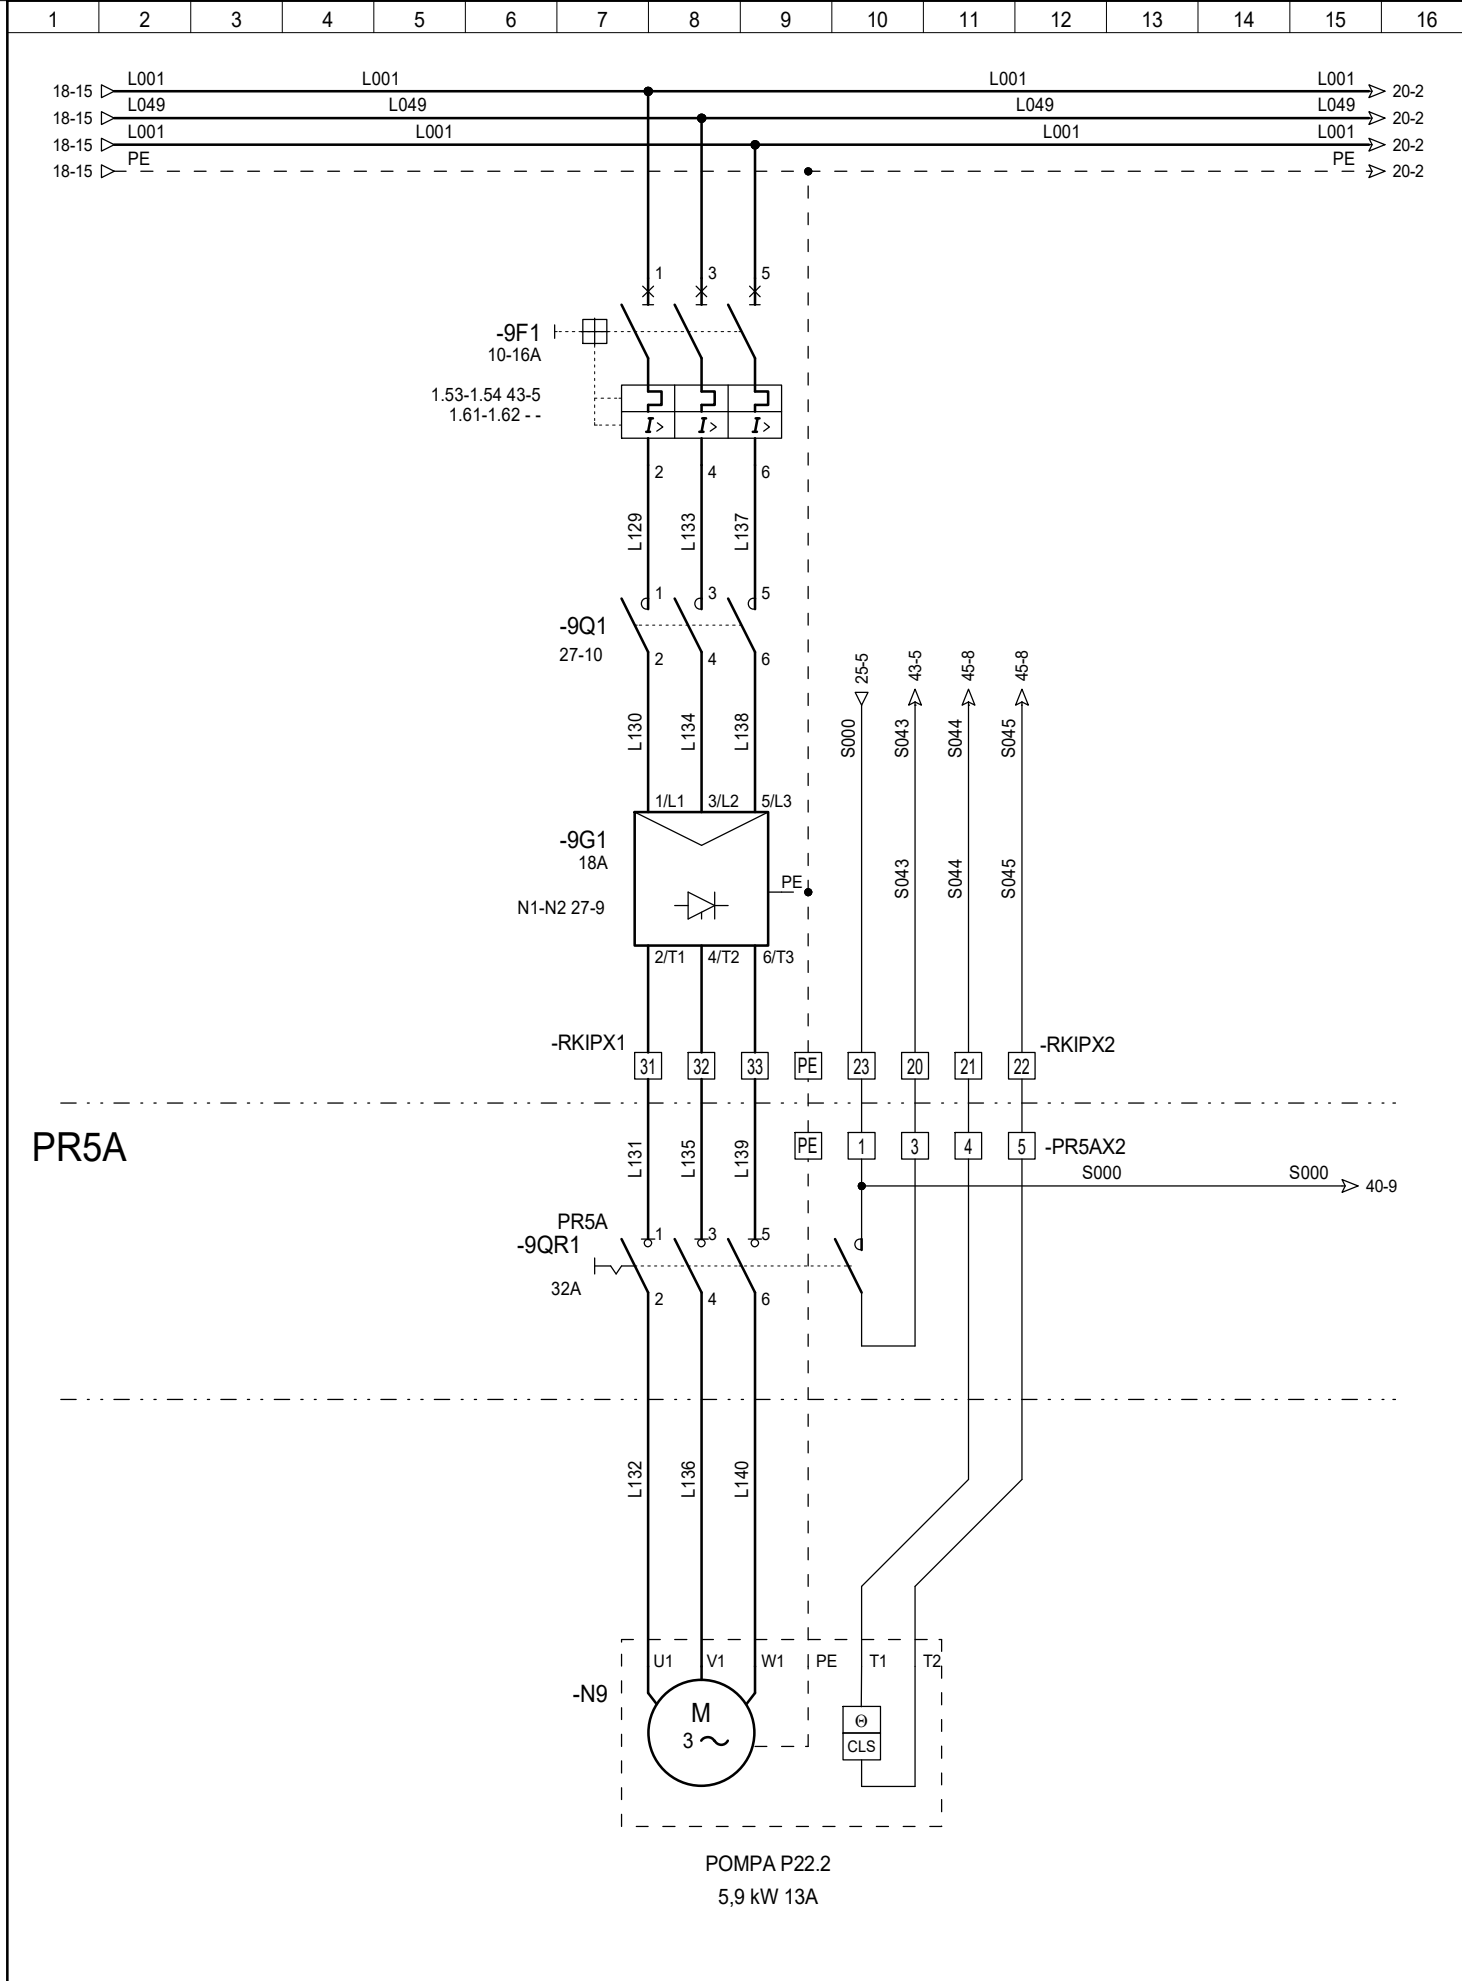 1 2 3 4 5 6 7 8 9 10 11 12 13 14 15 16
L001 L001 L001 L001
18-15 20-2
L049 L049 L049 L049
18-15 20-2
L001 L001 L001 L001
18-15 20-2
PE PE
18-15 20-2
1 3 5
-9F1
10-16A
1.53-1.54 43-5
1.61-1.62 - -
I> I> I>
2 4 6
L129 L133 L137
1 3 5
-9Q1
27-10
2 4 6
25-5 43-5 45-8 45-8
L130 L134 L138 S000 S043 S044 S045
1/L1 3/L2 5/L3
-9G1
18A
PE S043 S044 S045
N1-N2 27-9
2/T1 4/T2 6/T3
-RKIPX1 -RKIPX2
31 32 33 PE 23 20 21 22
PR5A
L131 L135 L139 PE 1 3 4 5 -PR5AX2
S000 S000 40-9
PR5A
-9QR1
1 3 5
32A
2 4 6
L132 L136 L140
U1 V1 W1 PE T1 T2
-N9
M
3
Θ
CLS
POMPA P22.2
5,9 kW 13A